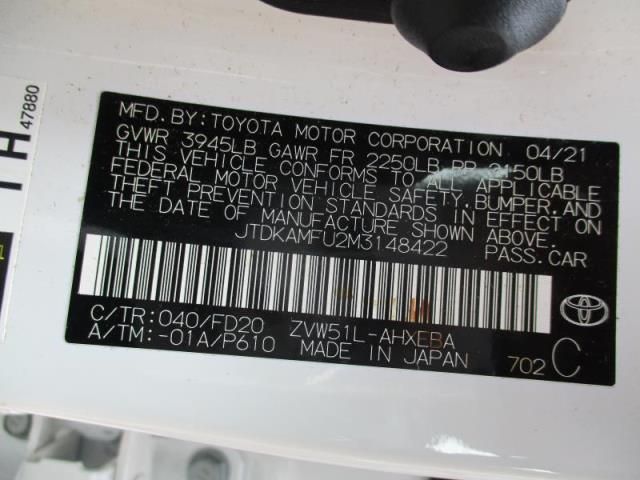 47880
MFD.BY:TOYOTA MOTOR CORPORATION 04/21
GVWR 3945LB GAWR FR 2250LB RR 2150LB
THIS VEHICLE CONFORMS TO ALL APPLICABLE
FEDERAL MOTOR VEHICLE SAFETY,BUMPER,AND
THEFT PREVENTION STANDARDS IN EFFECT ON
THE DATE OF MANUFACTURE SHOWN ABOVE.
JTDKAMFU2M3148422 PASS.CAR
C/TR:040/FD20 ZVW51L-AHXEBA
A/TM:-01A/P610 MADE IN JAPAN
702 C